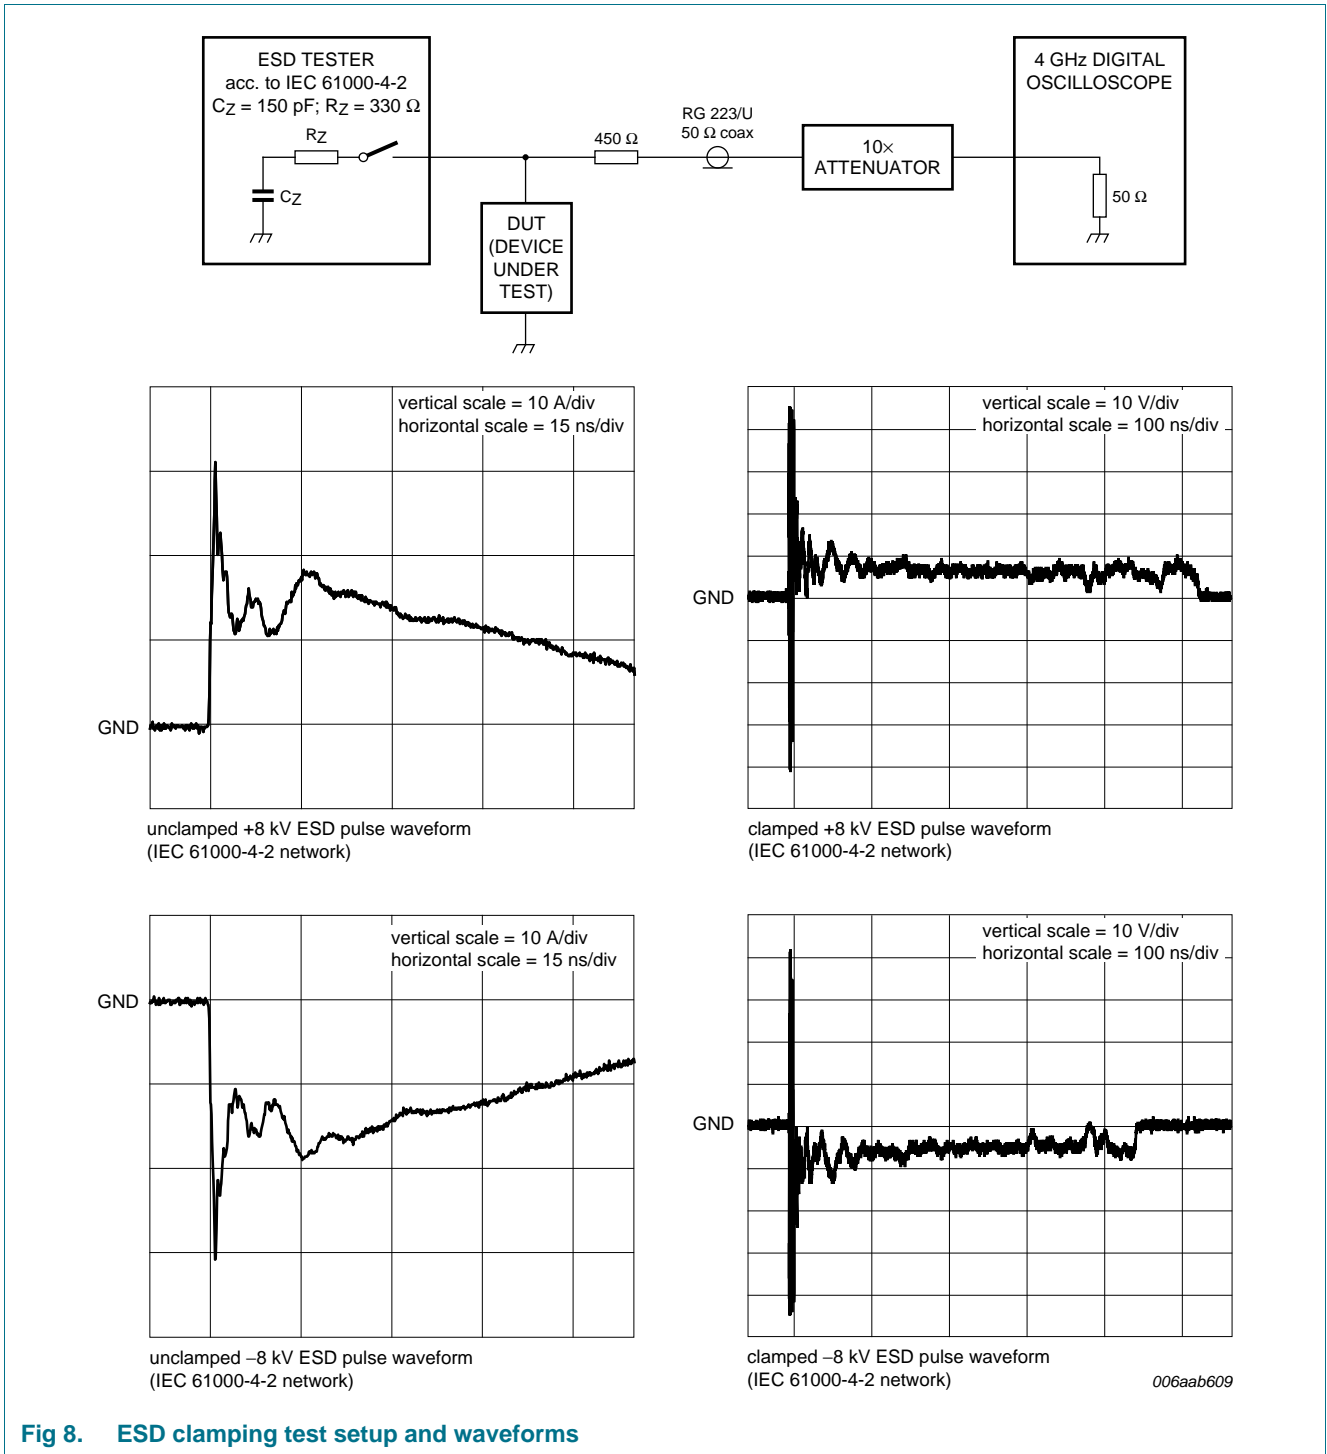 ESD TESTER
acc. to IEC 61000-4-2
CZ = 150 pF; RZ = 330 Ω
RZ
CZ
450 Ω
RG 223/U
50 Ω coax
10×
ATTENUATOR
4 GHz DIGITAL
OSCILLOSCOPE
50 Ω
DUT
(DEVICE
UNDER
TEST)
vertical scale = 10 A/div
horizontal scale = 15 ns/div
GND
unclamped +8 kV ESD pulse waveform
(IEC 61000-4-2 network)
vertical scale = 10 V/div
horizontal scale = 100 ns/div
GND
clamped +8 kV ESD pulse waveform
(IEC 61000-4-2 network)
vertical scale = 10 A/div
horizontal scale = 15 ns/div
GND
unclamped −8 kV ESD pulse waveform
(IEC 61000-4-2 network)
vertical scale = 10 V/div
horizontal scale = 100 ns/div
GND
clamped −8 kV ESD pulse waveform
(IEC 61000-4-2 network)
006aab609
Fig 8. ESD clamping test setup and waveforms